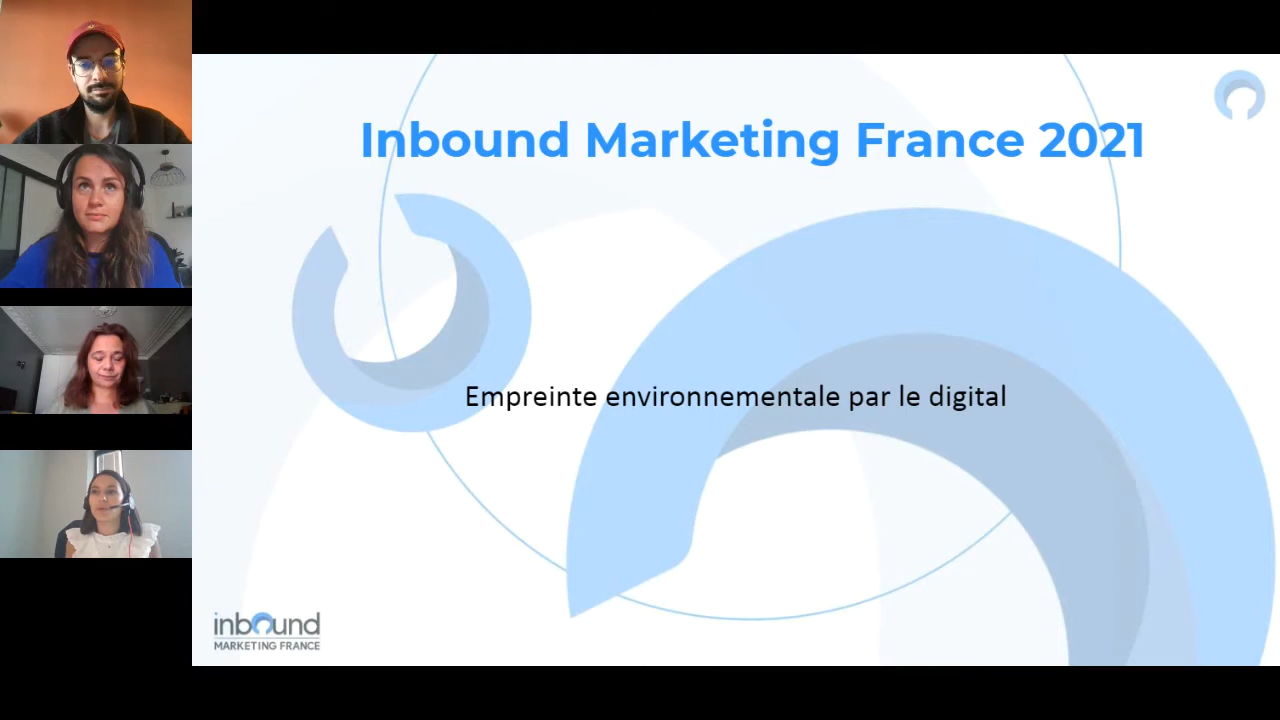 Inbound Marketing France 2021
Empreinte environnementale par le digital
inbound
MARKETING FRANCE